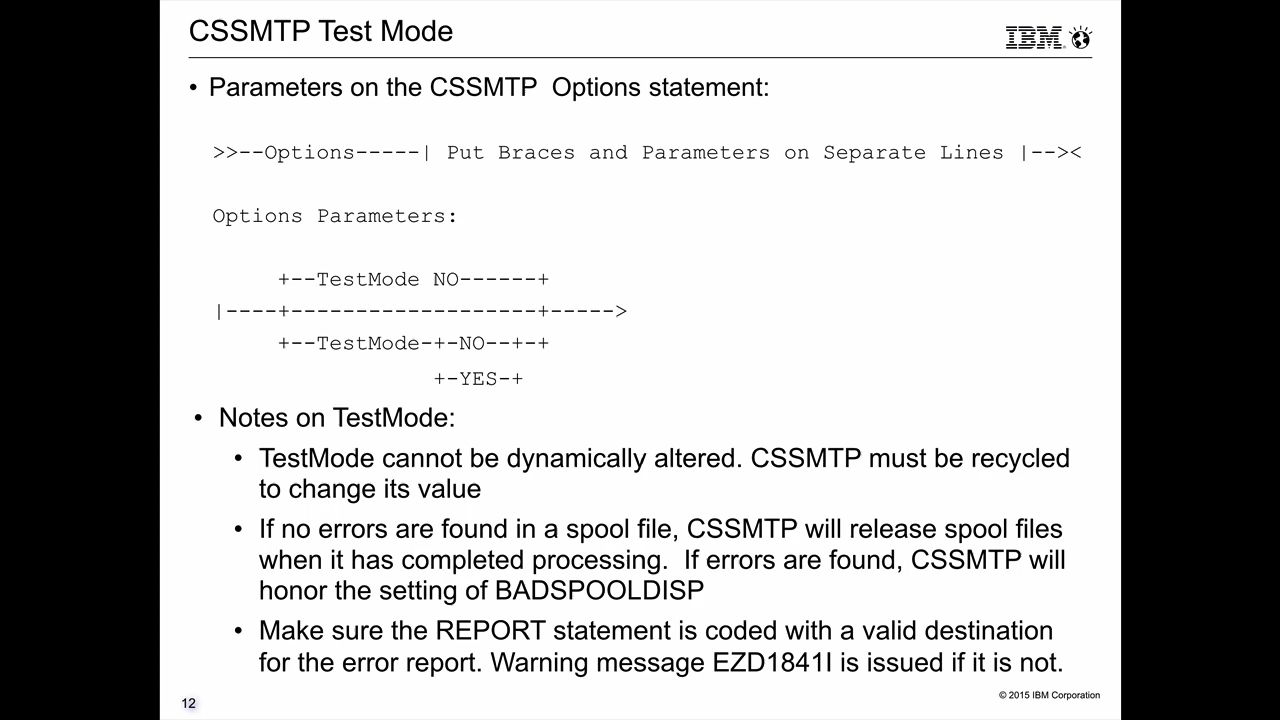 CSSMTP Test Mode
IBM
• Parameters on the CSSMTP  Options statement:
>>--Options-----| Put Braces and Parameters on Separate Lines |--><
Options Parameters:
     +--TestMode NO------+
|----+-------------------+----->
     +--TestMode-+-NO--+-+
                 +-YES-+
• Notes on TestMode:
• TestMode cannot be dynamically altered. CSSMTP must be recycled
to change its value
• If no errors are found in a spool file, CSSMTP will release spool files
when it has completed processing.  If errors are found, CSSMTP will
honor the setting of BADSPOOLDISP
• Make sure the REPORT statement is coded with a valid destination
for the error report. Warning message EZD1841I is issued if it is not.
12
© 2015 IBM Corporation